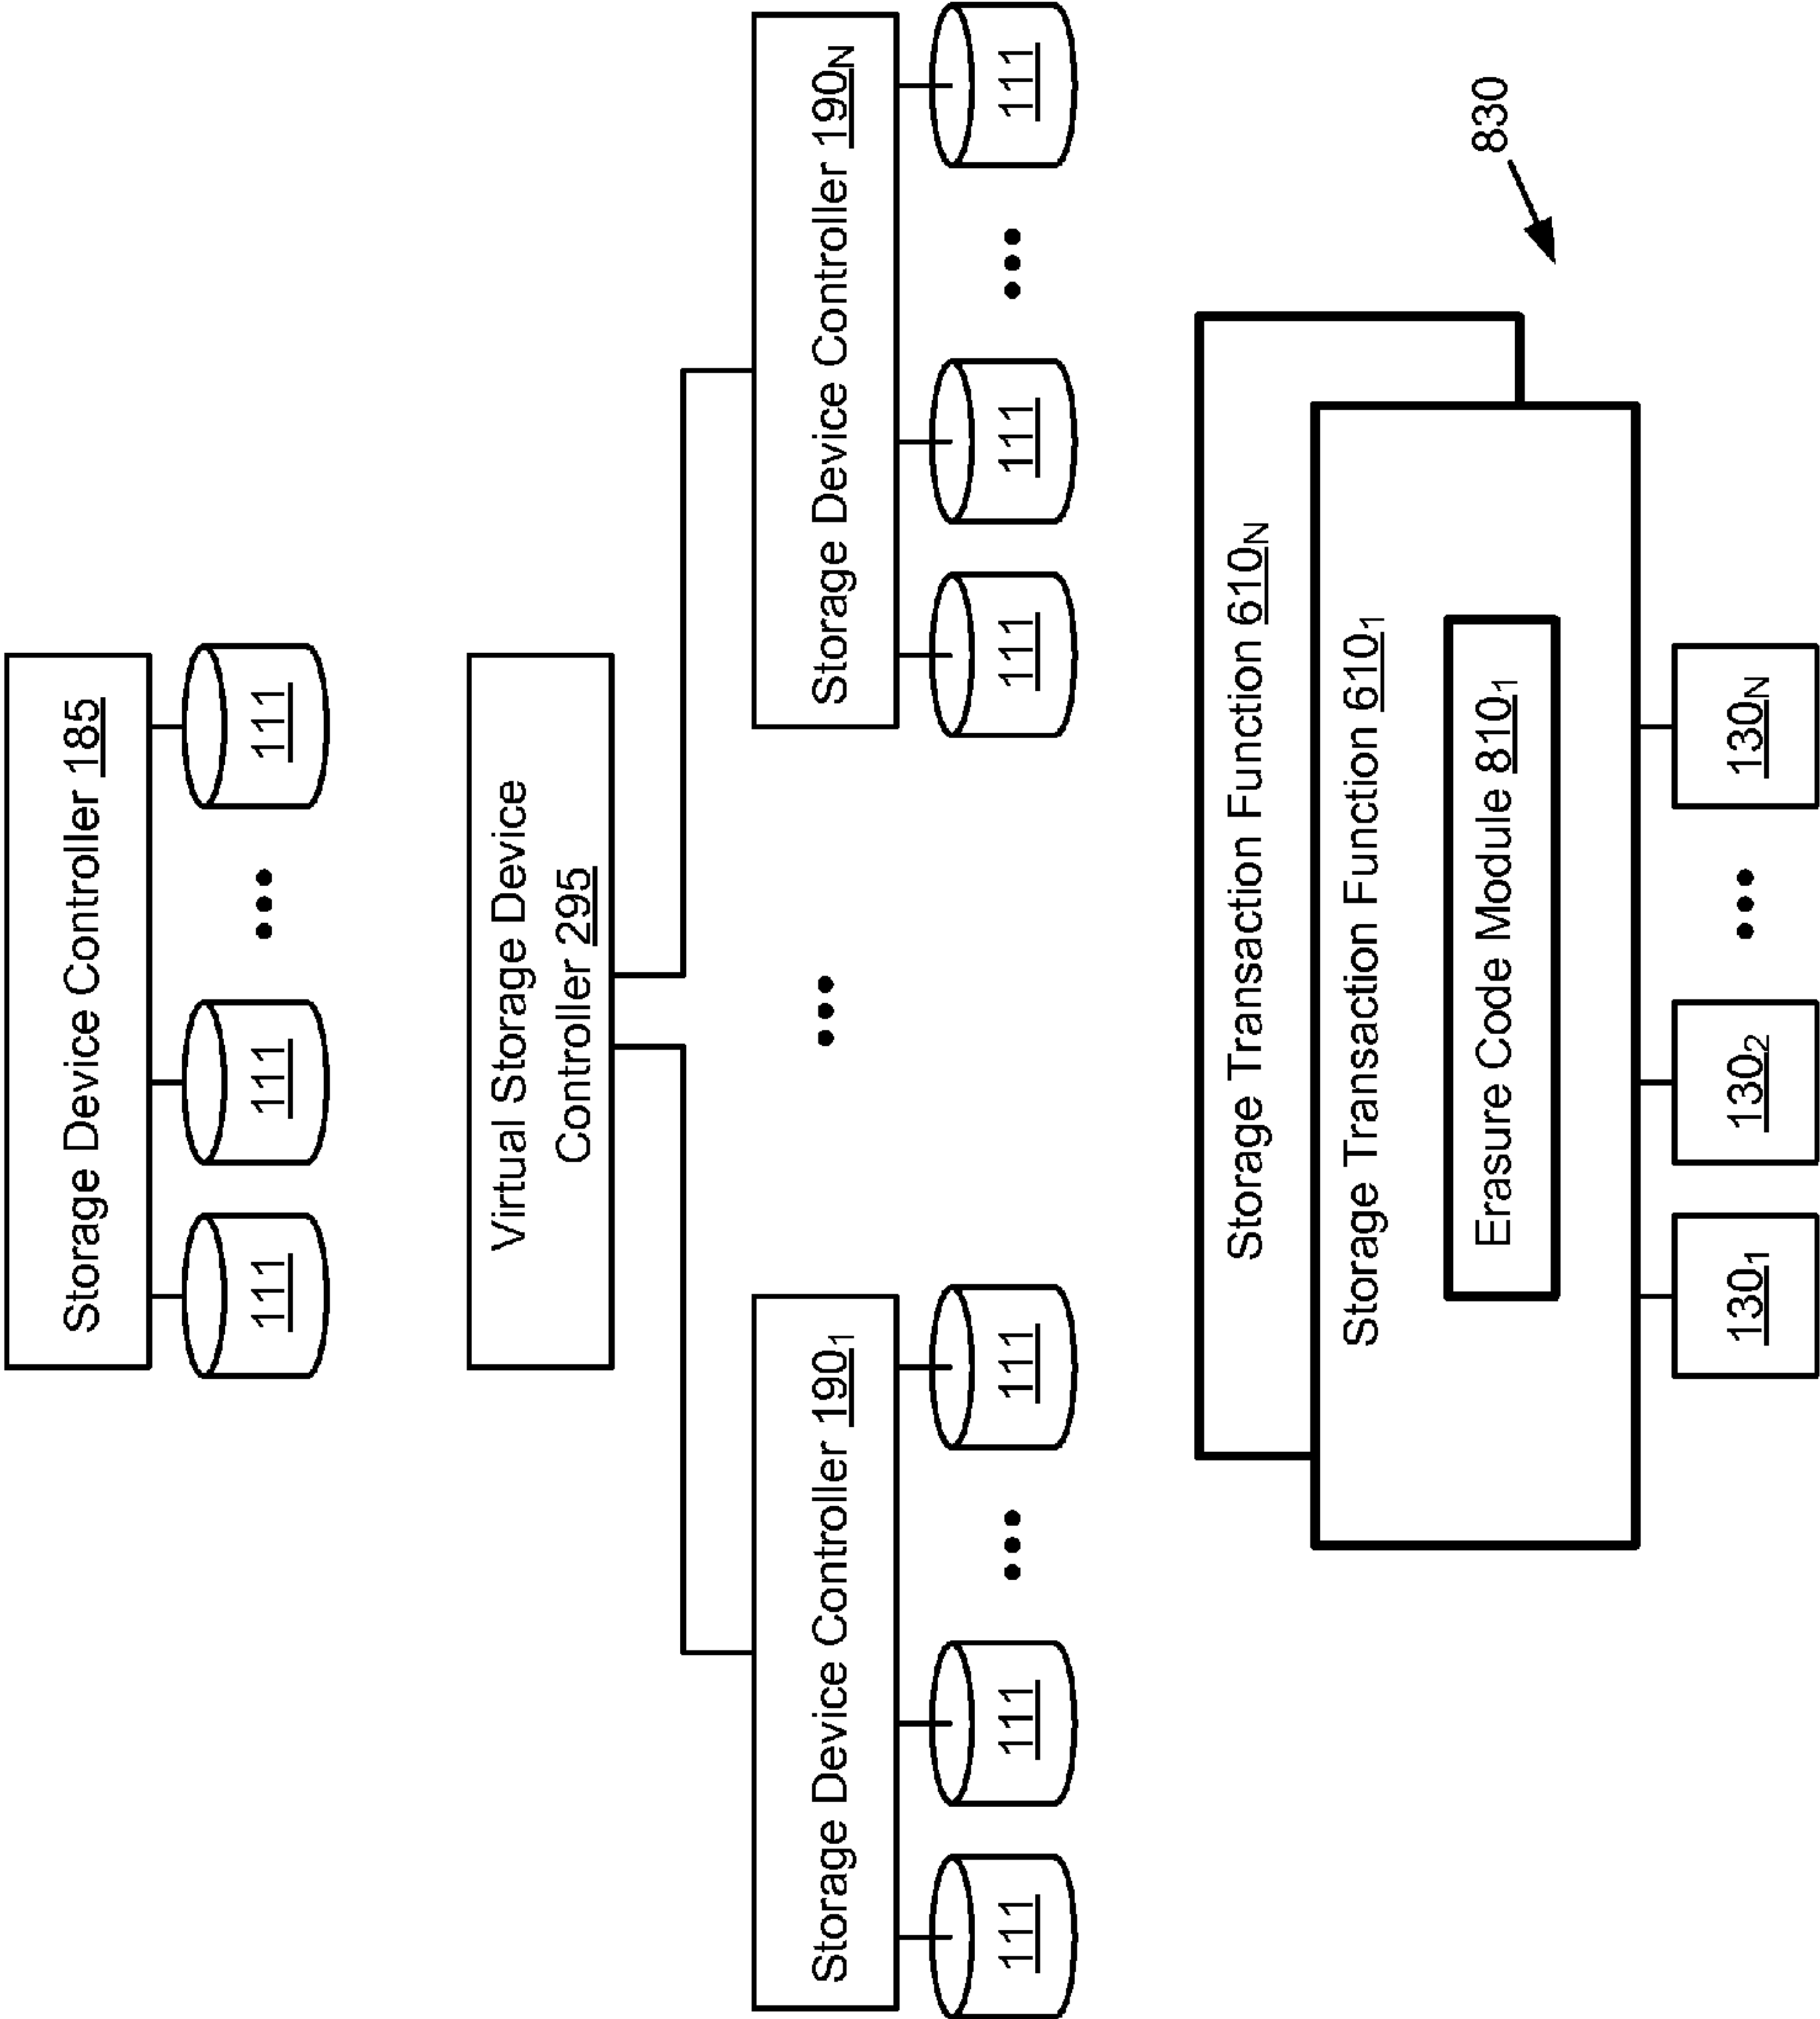 Storage Device Controller 185
111 111 ••• 111
Virtual Storage Device
Controller 295
Storage Device Controller 190₁ ••• Storage Device Controller 190N
111 111 ••• 111 111 111 ••• 111
Storage Transaction Function 610N
Storage Transaction Function 610₁
Erasure Code Module 810₁
130₁ 130₂ ••• 130N
830